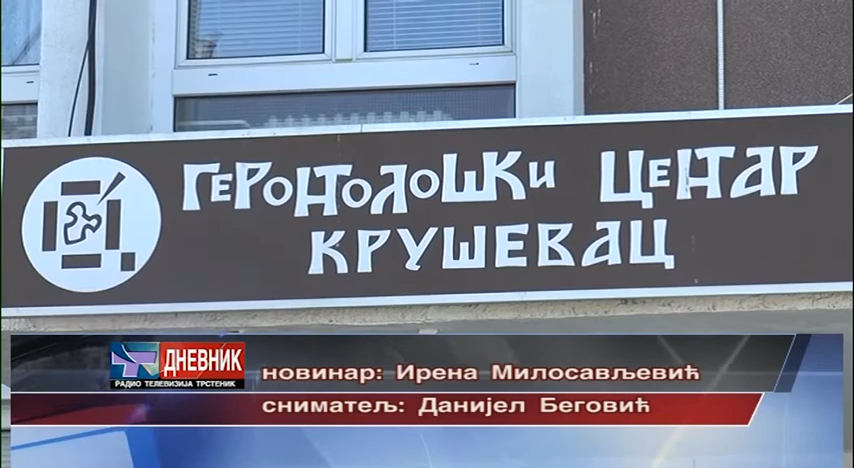 ГЕРОНТОЛОШКИ ЦЕНТАР
КРУШЕВАЦ
ДНЕВНИК
РАДИО ТЕЛЕВИЗИЈА ТРСТЕНИК
новинар: Ирена Милосављевић
сниматељ: Данијел Беговић